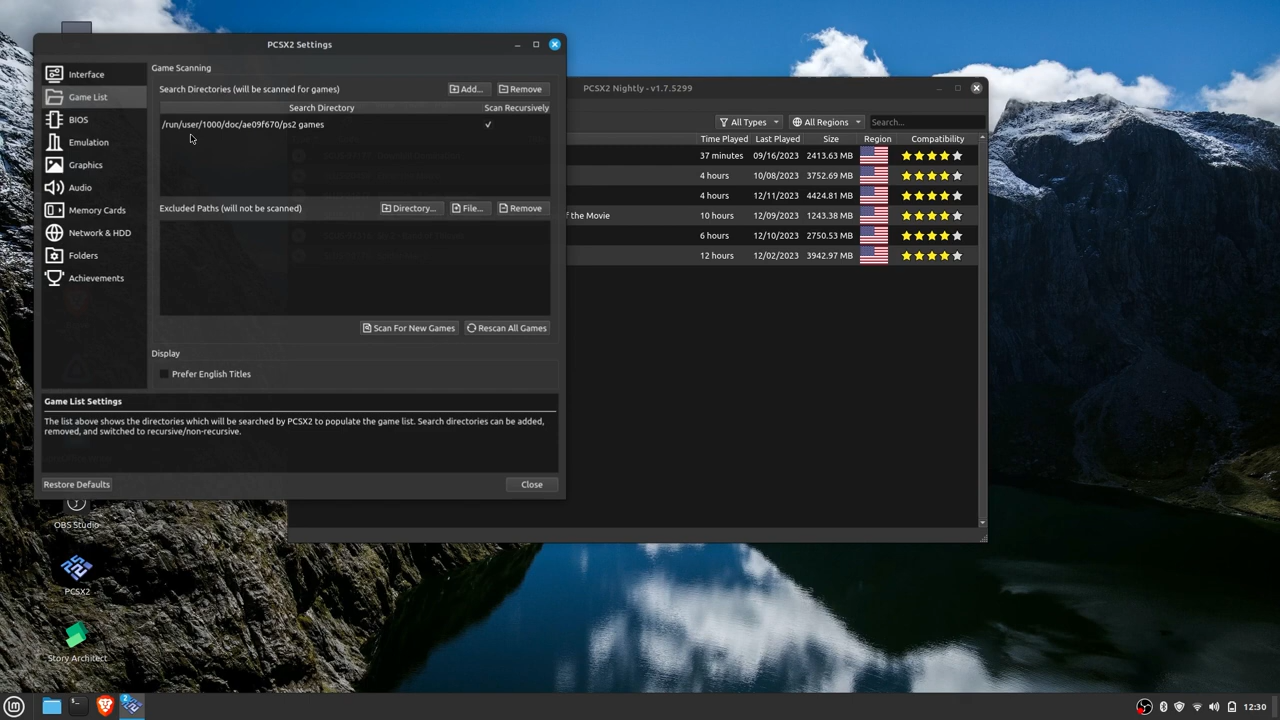 PCSX2 Settings
Interface
Game List
BIOS
Emulation
Graphics
Audio
Memory Cards
Network & HDD
Folders
Achievements
Game Scanning
Search Directories (will be scanned for games)
Add...
Remove
Search Directory
Scan Recursively
/run/user/1000/doc/ae09f670/ps2 games
Excluded Paths (will not be scanned)
Directory...
File...
Remove
Scan For New Games
Rescan All Games
Display
Prefer English Titles
Game List Settings
The list above shows the directories which will be searched by PCSX2 to populate the game list. Search directories can be added,
removed, and switched to recursive/non-recursive.
Restore Defaults
Close
PCSX2 Nightly - v1.7.5299
All Types
All Regions
Search...
Time Played Last Played Size Region Compatibility
37 minutes 09/16/2023 2413.63 MB
4 hours 10/08/2023 3752.69 MB
4 hours 12/11/2023 4424.81 MB
f the Movie 10 hours 12/09/2023 1243.38 MB
6 hours 12/10/2023 2750.53 MB
12 hours 12/02/2023 3942.97 MB
OBS Studio
PCSX2
Story Architect
2
12:30